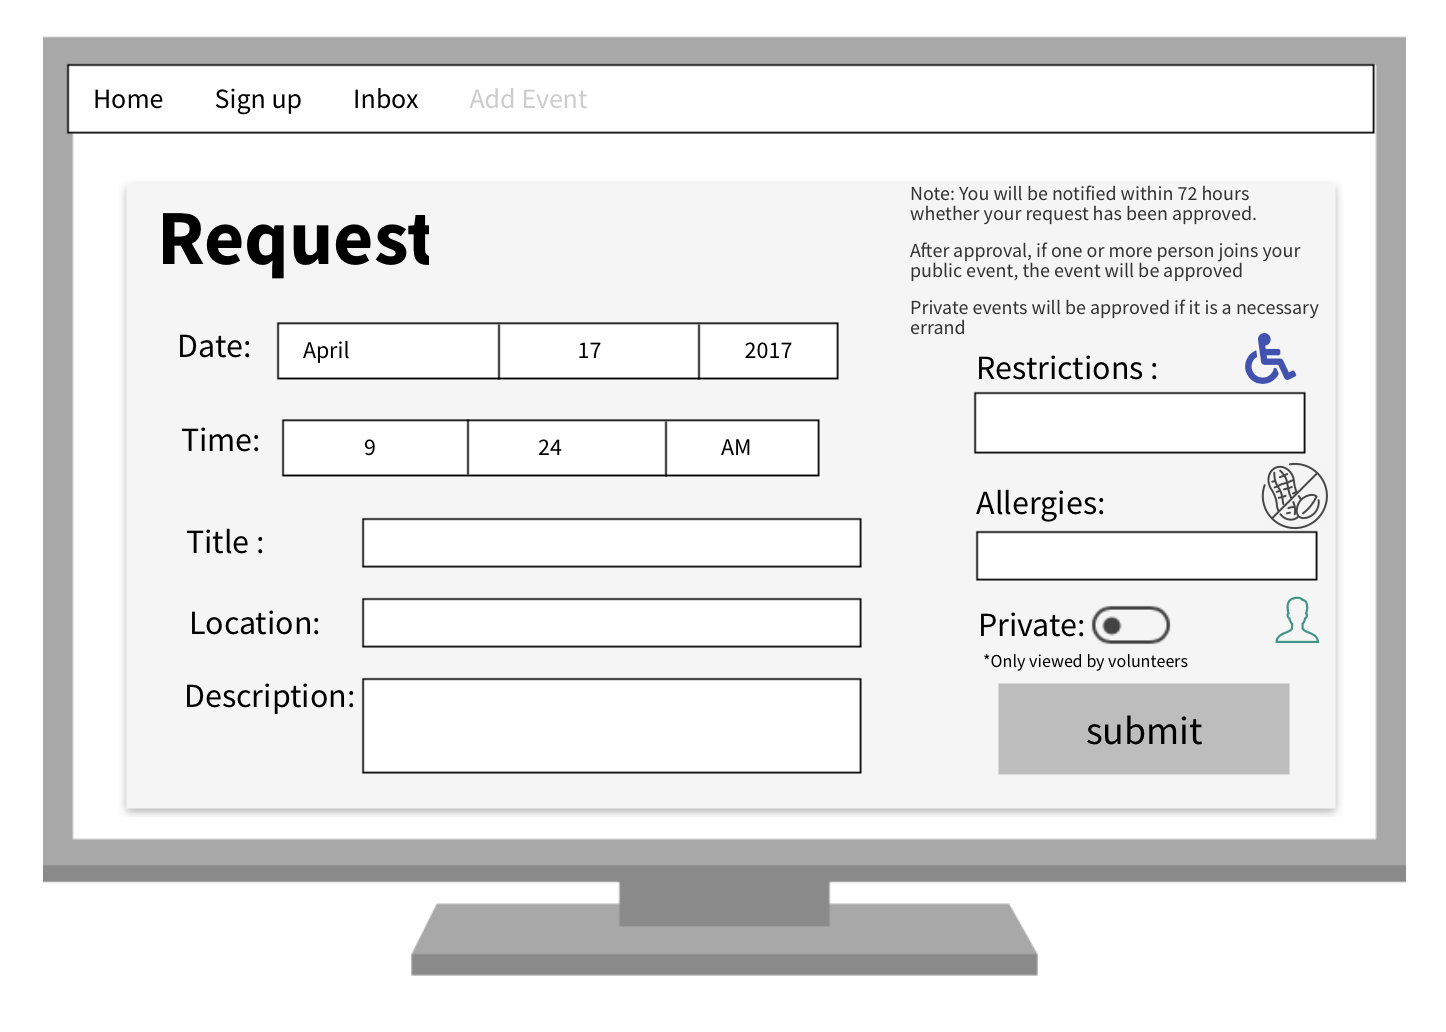 Home Sign up Inbox Add Event
Request
Note: You will be notified within 72 hours
whether your request has been approved.
After approval, if one or more person joins your
public event, the event will be approved
Private events will be approved if it is a necessary
errand
Date: April 17 2017
Time: 9 24 AM
Title :
Location:
Description:
Restrictions :
Allergies:
Private:
*Only viewed by volunteers
submit